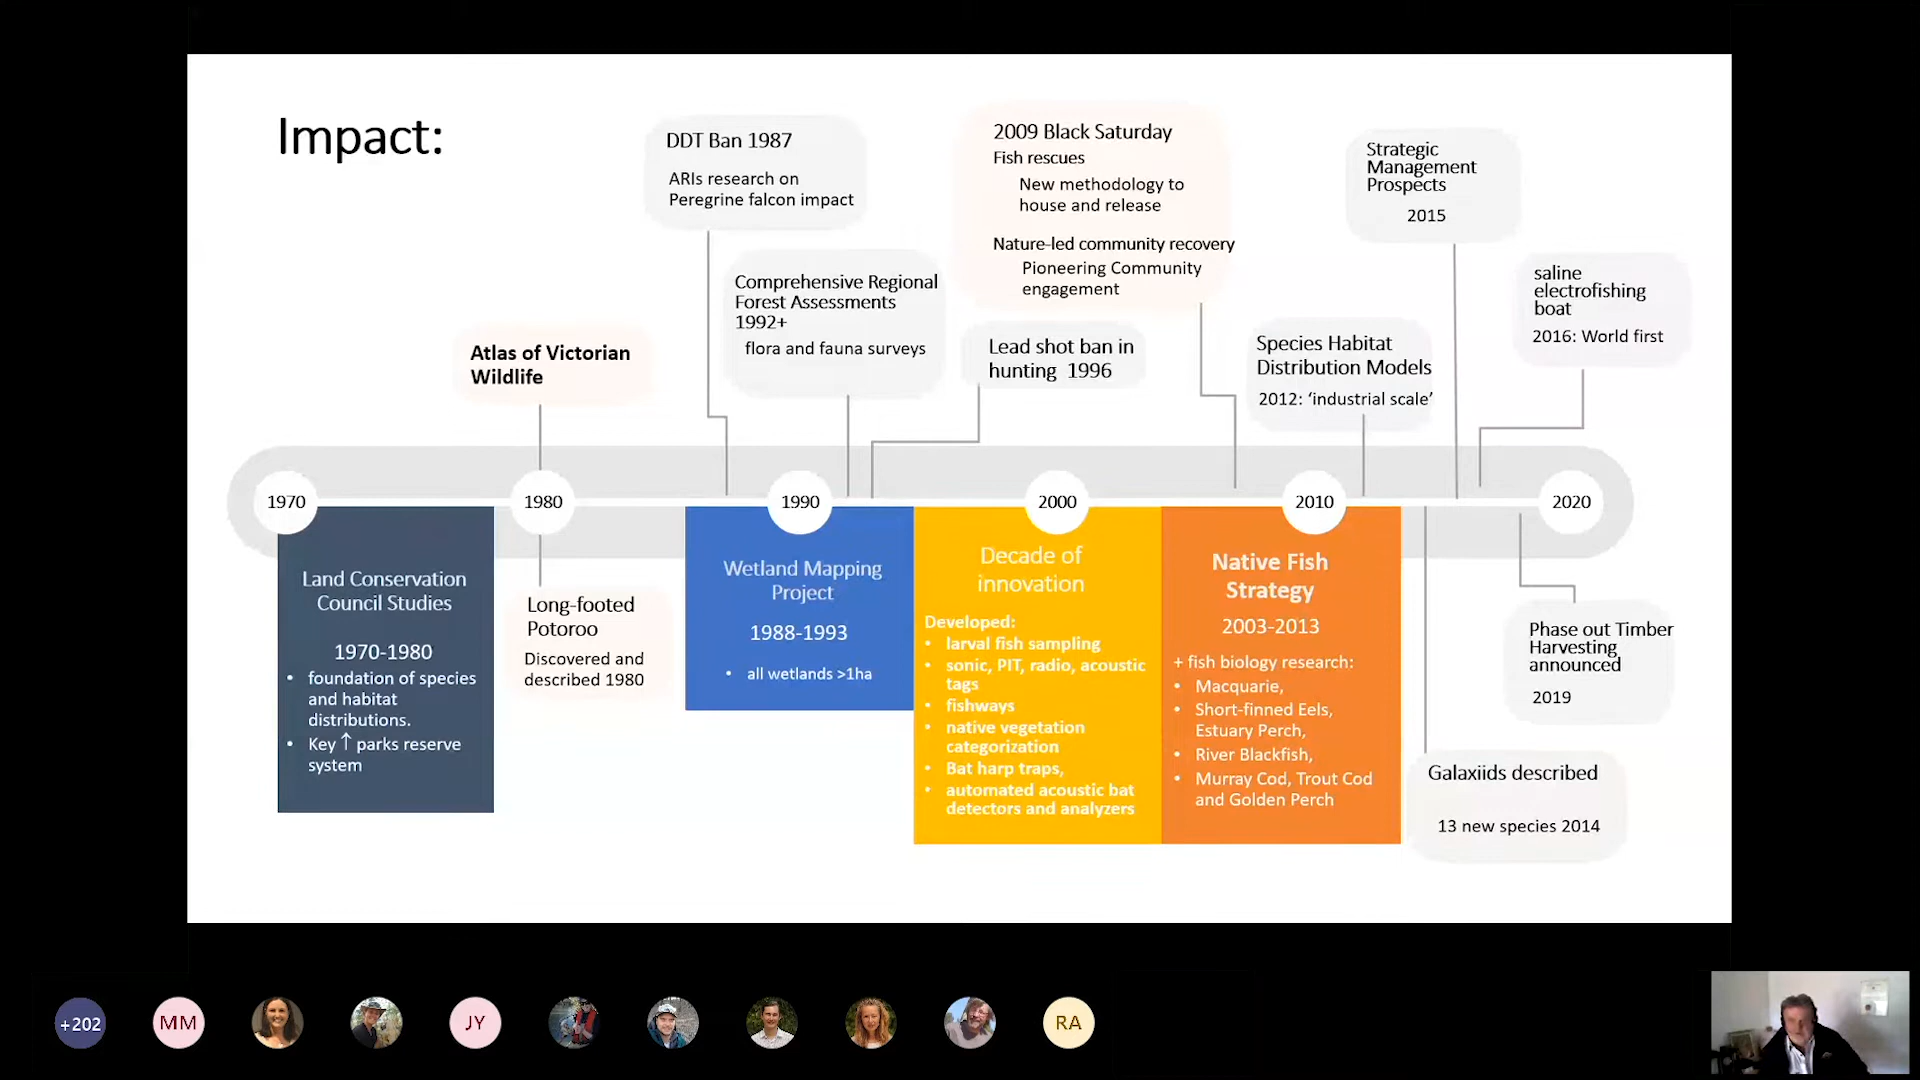 Impact:
DDT Ban 1987
ARIs research on
Peregrine falcon impact
2009 Black Saturday
Fish rescues
New methodology to
house and release
Nature-led community recovery
Pioneering Community
engagement
Strategic
Management
Prospects
2015
Comprehensive Regional
Forest Assessments
1992+
flora and fauna surveys
saline
electrofishing
boat
2016: World first
Atlas of Victorian
Wildlife
Lead shot ban in
hunting 1996
Species Habitat
Distribution Models
2012: ‘industrial scale’
1970
1980
1990
2000
2010
2020
Land Conservation
Council Studies
1970-1980
• foundation of species
and habitat
distributions.
• Key ↑ parks reserve
system
Long-footed
Potoroo
Discovered and
described 1980
Wetland Mapping
Project
1988-1993
• all wetlands >1ha
Decade of
innovation
Developed:
• larval fish sampling
• sonic, PIT, radio, acoustic
tags
• fishways
• native vegetation
categorization
• Bat harp traps,
• automated acoustic bat
detectors and analyzers
Native Fish
Strategy
2003-2013
+ fish biology research:
• Macquarie,
• Short-finned Eels,
Estuary Perch,
• River Blackfish,
• Murray Cod, Trout Cod
and Golden Perch
Phase out Timber
Harvesting
announced
2019
Galaxiids described
13 new species 2014
+202
MM
JY
RA